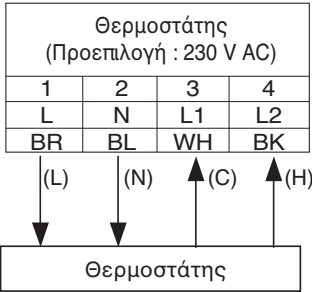 Θερμοστάτης
(Προεπιλογή : 230 V AC)
1 2 3 4
L N L1 L2
BR BL WH BK
(L) (N) (C) (H)
Θερμοστάτης